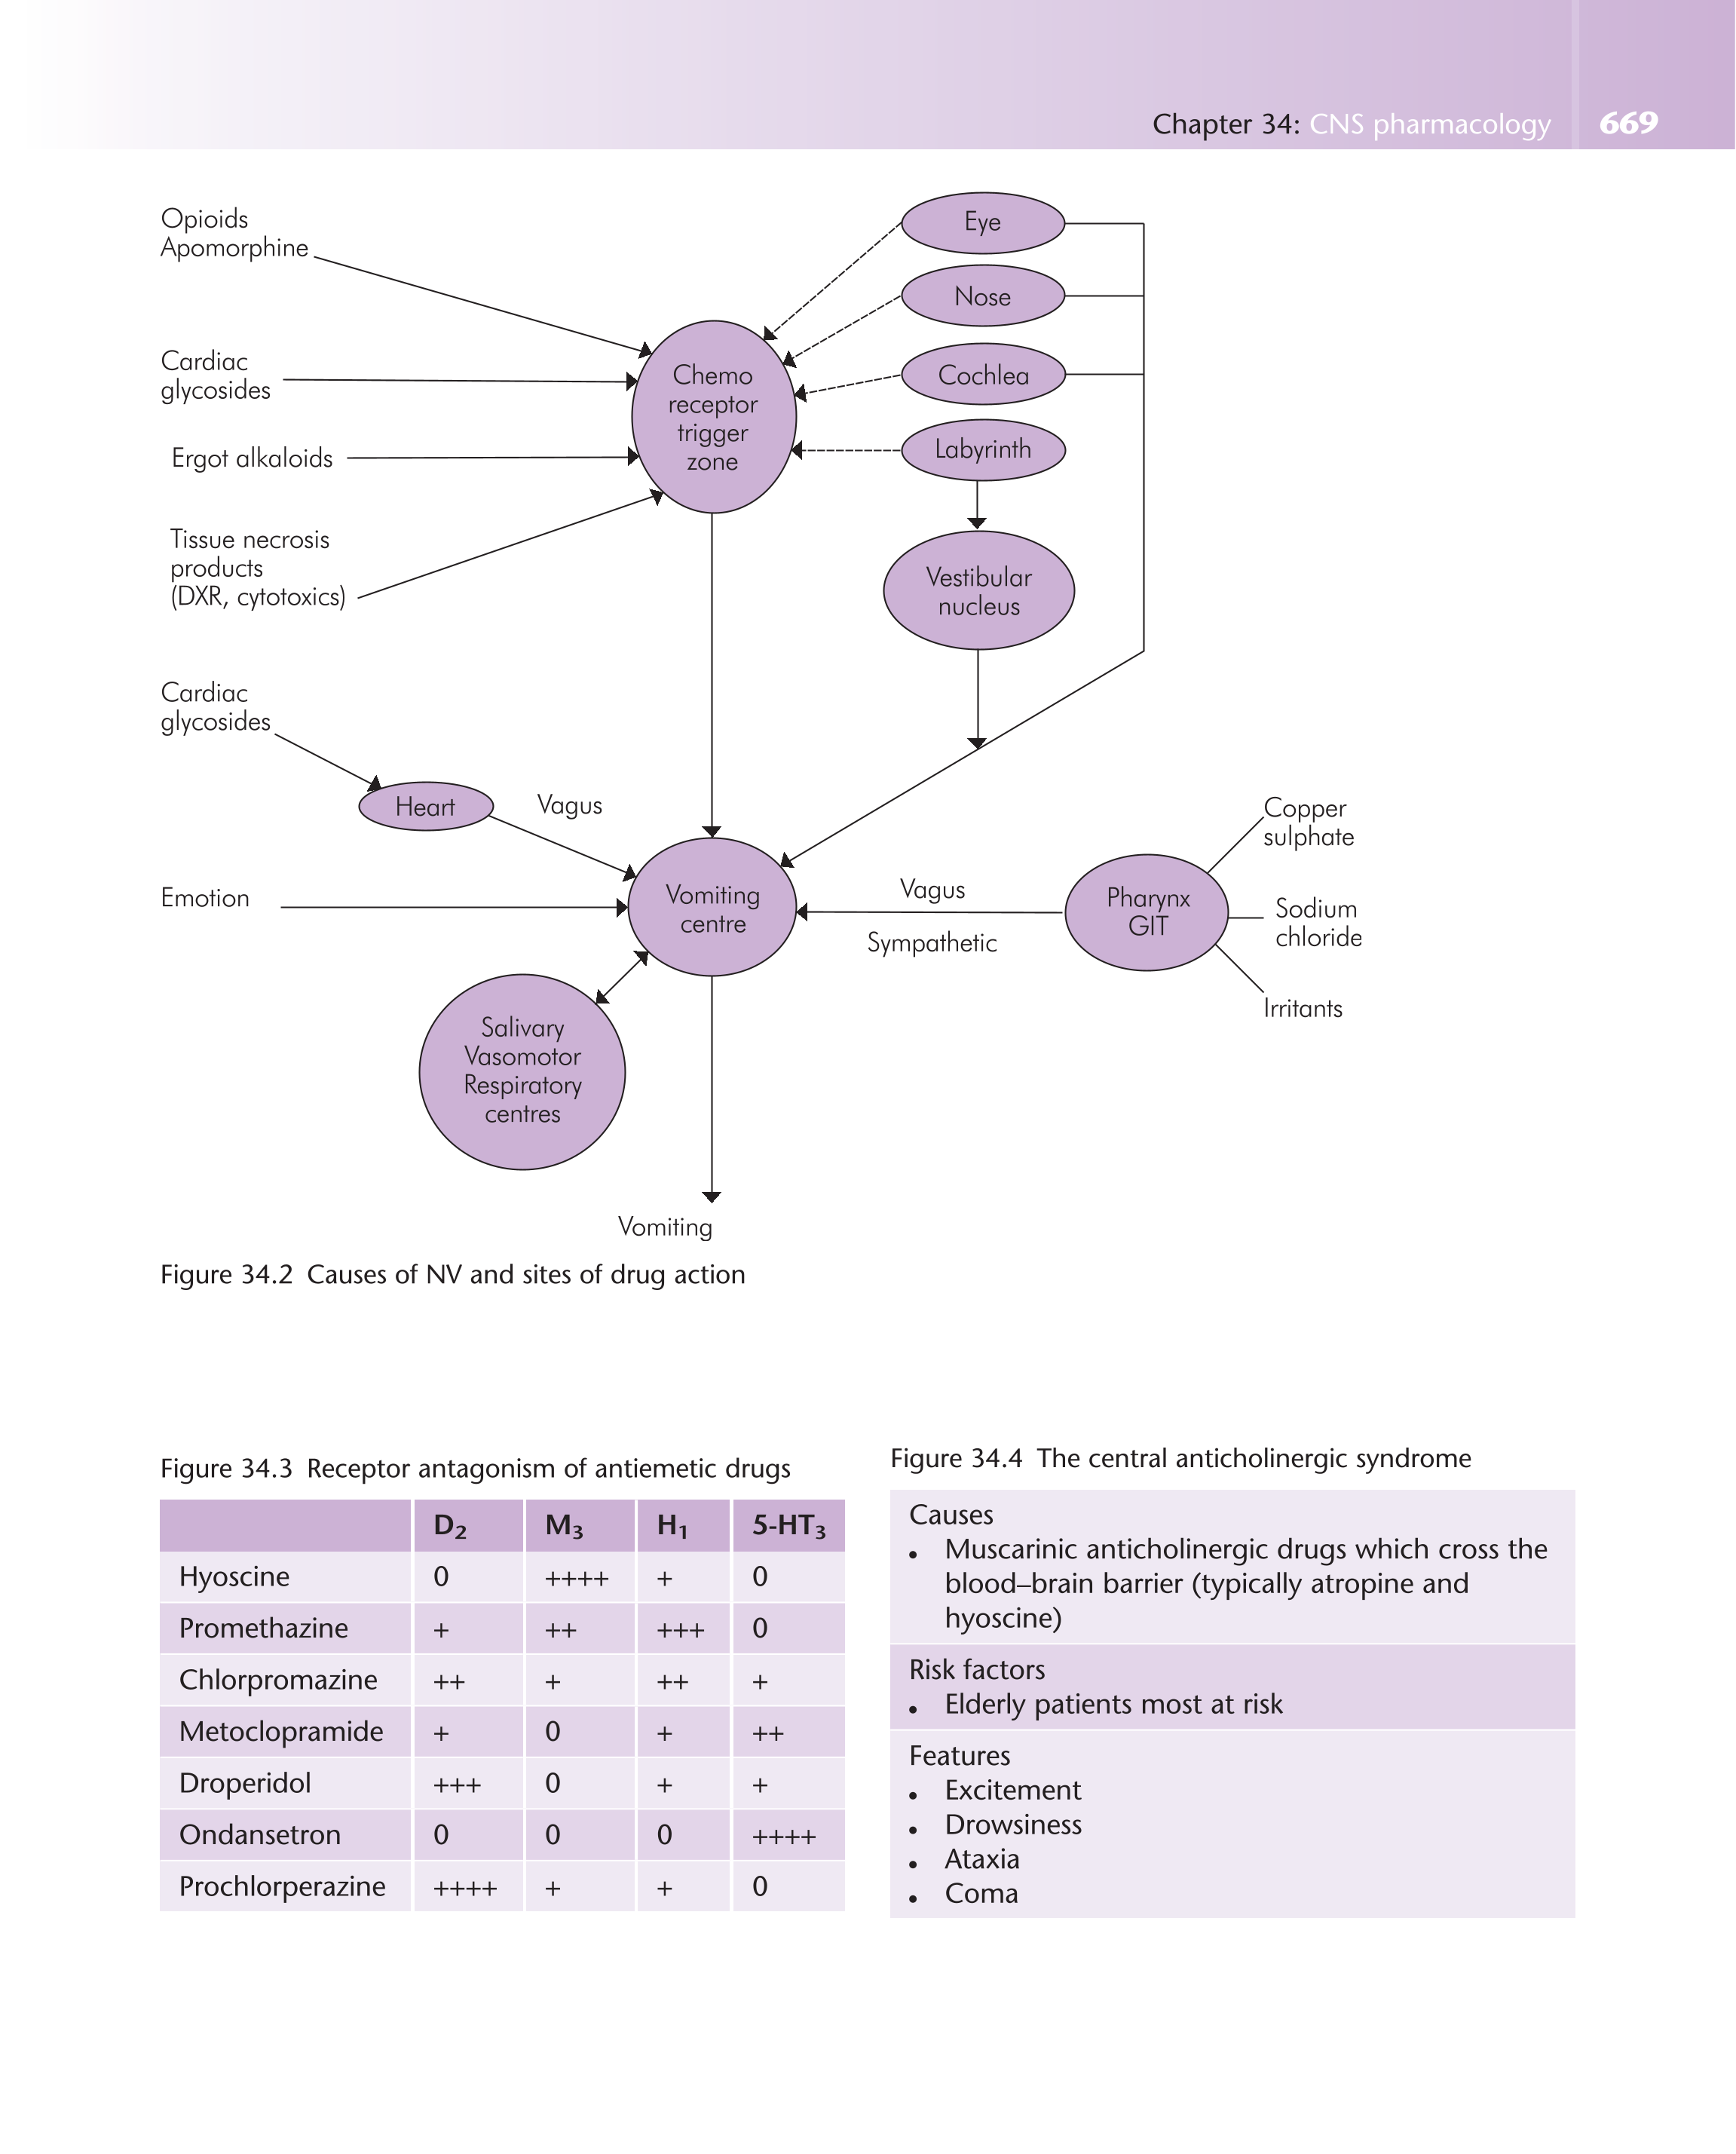 Chapter 34: CNS pharmacology 669
Opioids
Apomorphine
Cardiac
glycosides
Ergot alkaloids
Tissue necrosis
products
(DXR, cytotoxics)
Chemo
receptor
trigger
zone
Eye
Nose
Cochlea
Labyrinth
Vestibular
nucleus
Cardiac
glycosides
Heart
Vagus
Emotion
Vomiting
centre
Vagus
Sympathetic
Pharynx
GIT
Copper
sulphate
Sodium
chloride
Irritants
Salivary
Vasomotor
Respiratory
centres
Vomiting
Figure 34.2 Causes of NV and sites of drug action
Figure 34.3 Receptor antagonism of antiemetic drugs
D₂ M₃ H₁ 5-HT₃
Hyoscine 0 ++++ + 0
Promethazine + ++ +++ 0
Chlorpromazine ++ + ++ +
Metoclopramide + 0 + ++
Droperidol +++ 0 + +
Ondansetron 0 0 0 ++++
Prochlorperazine ++++ + + 0
Figure 34.4 The central anticholinergic syndrome
Causes
• Muscarinic anticholinergic drugs which cross the
blood–brain barrier (typically atropine and
hyoscine)
Risk factors
• Elderly patients most at risk
Features
• Excitement
• Drowsiness
• Ataxia
• Coma